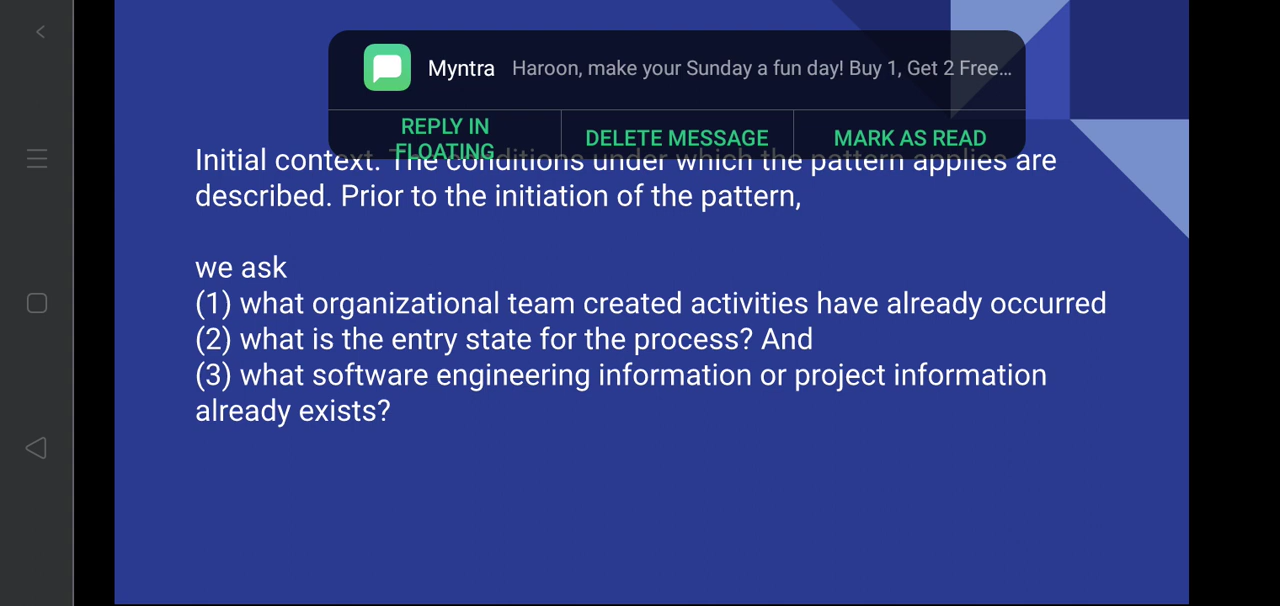 Myntra Haroon, make your Sunday a fun day! Buy 1, Get 2 Free...
REPLY IN
FLOATING
DELETE MESSAGE
MARK AS READ
Initial context. The conditions under which the pattern applies are
described. Prior to the initiation of the pattern,
we ask
(1) what organizational team created activities have already occurred
(2) what is the entry state for the process? And
(3) what software engineering information or project information
already exists?